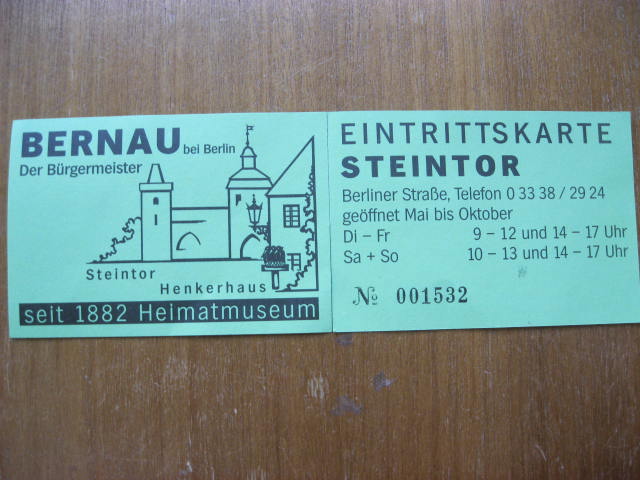 BERNAU bei Berlin
Der Bürgermeister
Steintor
Henkerhaus
seit 1882 Heimatmuseum
EINTRITTSKARTE
STEINTOR
Berliner Straße, Telefon 0 33 38 / 29 24
geöffnet Mai bis Oktober
Di – Fr 9 – 12 und 14 – 17 Uhr
Sa + So 10 – 13 und 14 – 17 Uhr
№ 001532